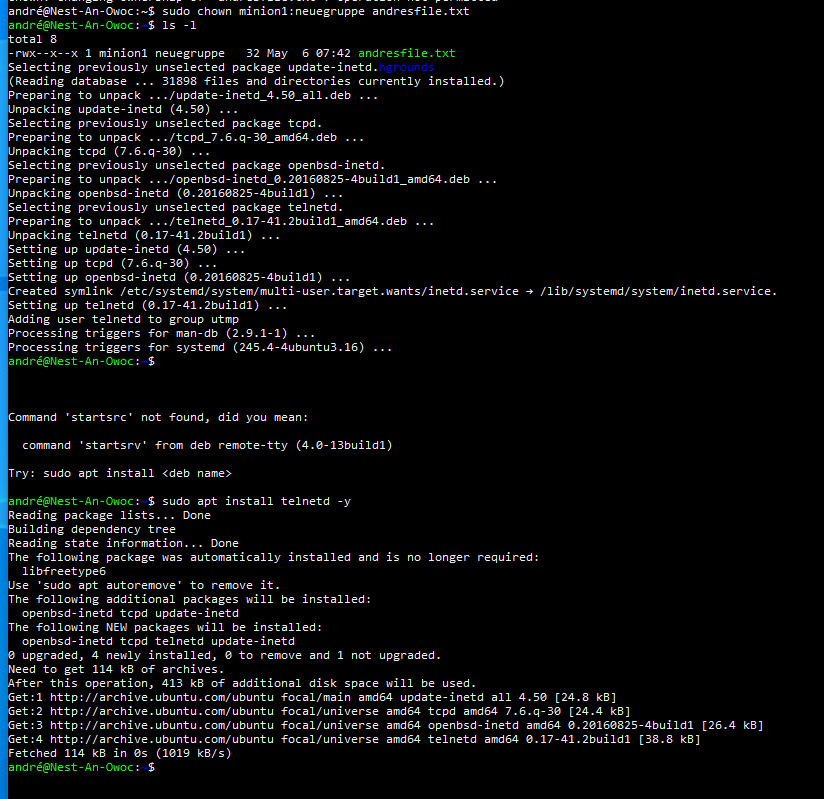 andré@Nest-An-Owoc:~$ sudo chown minion1:neuegruppe andresfile.txt
andré@Nest-An-Owoc:~$ ls -l
total 8
-rwx--x--x 1 minion1 neuegruppe   32 May  6 07:42 andresfile.txt
Selecting previously unselected package update-inetd.hgrounds
(Reading database ... 31898 files and directories currently installed.)
Preparing to unpack .../update-inetd_4.50_all.deb ...
Unpacking update-inetd (4.50) ...
Selecting previously unselected package tcpd.
Preparing to unpack .../tcpd_7.6.q-30_amd64.deb ...
Unpacking tcpd (7.6.q-30) ...
Selecting previously unselected package openbsd-inetd.
Preparing to unpack .../openbsd-inetd_0.20160825-4build1_amd64.deb ...
Unpacking openbsd-inetd (0.20160825-4build1) ...
Selecting previously unselected package telnetd.
Preparing to unpack .../telnetd_0.17-41.2build1_amd64.deb ...
Unpacking telnetd (0.17-41.2build1) ...
Setting up update-inetd (4.50) ...
Setting up tcpd (7.6.q-30) ...
Setting up openbsd-inetd (0.20160825-4build1) ...
Created symlink /etc/systemd/system/multi-user.target.wants/inetd.service → /lib/systemd/system/inetd.service.
Setting up telnetd (0.17-41.2build1) ...
Adding user telnetd to group utmp
Processing triggers for man-db (2.9.1-1) ...
Processing triggers for systemd (245.4-4ubuntu3.16) ...
andré@Nest-An-Owoc:~$
Command 'startsrc' not found, did you mean:
  command 'startsrv' from deb remote-tty (4.0-13build1)
Try: sudo apt install <deb name>
andré@Nest-An-Owoc:~$ sudo apt install telnetd -y
Reading package lists... Done
Building dependency tree
Reading state information... Done
The following package was automatically installed and is no longer required:
  libfreetype6
Use 'sudo apt autoremove' to remove it.
The following additional packages will be installed:
  openbsd-inetd tcpd update-inetd
The following NEW packages will be installed:
  openbsd-inetd tcpd telnetd update-inetd
0 upgraded, 4 newly installed, 0 to remove and 1 not upgraded.
Need to get 114 kB of archives.
After this operation, 413 kB of additional disk space will be used.
Get:1 http://archive.ubuntu.com/ubuntu focal/main amd64 update-inetd all 4.50 [24.8 kB]
Get:2 http://archive.ubuntu.com/ubuntu focal/universe amd64 tcpd amd64 7.6.q-30 [24.4 kB]
Get:3 http://archive.ubuntu.com/ubuntu focal/universe amd64 openbsd-inetd amd64 0.20160825-4build1 [26.4 kB]
Get:4 http://archive.ubuntu.com/ubuntu focal/universe amd64 telnetd amd64 0.17-41.2build1 [38.8 kB]
Fetched 114 kB in 0s (1019 kB/s)
andré@Nest-An-Owoc:~$